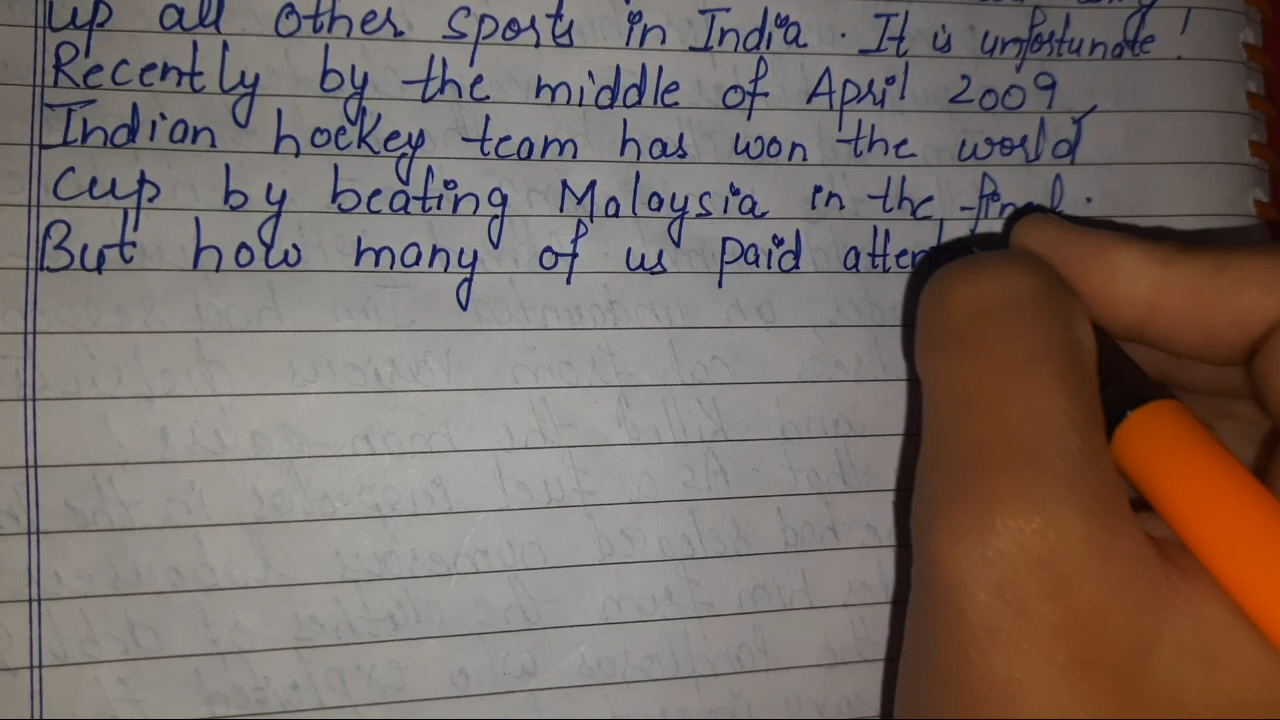 up all other sports in India. It is unfortunate!
Recently by the middle of April 2009,
Indian hockey team has won the world
cup by beating Malaysia in the final.
But how many of us paid atten